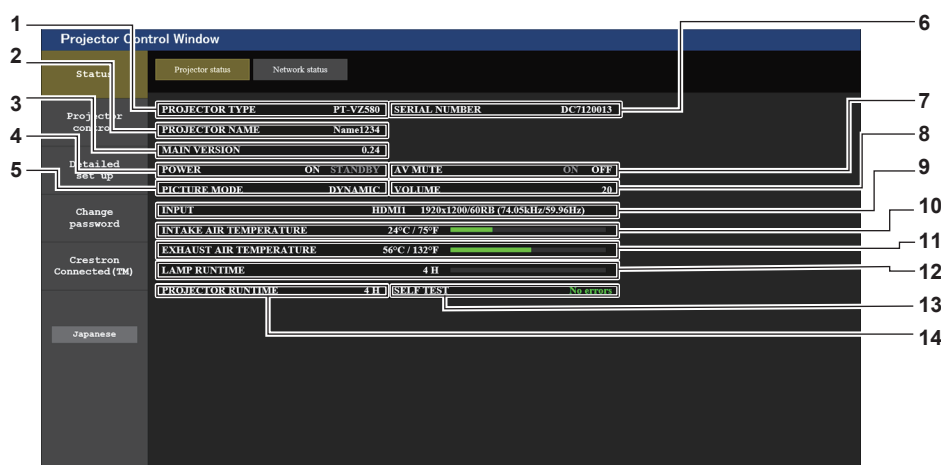 1
6
Projector Control Window
2
Status
Projector status Network status
3
7
PROJECTOR TYPE PT-VZ580 SERIAL NUMBER DC7120013
Projector
control
PROJECTOR NAME Name1234
4
8
MAIN VERSION 0.24
5
9
Detailed
set up
POWER ON STANDBY AV MUTE ON OFF
PICTURE MODE DYNAMIC VOLUME 20
10
Change
password
INPUT HDMI1 1920x1200/60RB (74.05kHz/59.96Hz)
INTAKE AIR TEMPERATURE 24°C / 75°F
11
EXHAUST AIR TEMPERATURE 56°C / 132°F
12
Crestron
Connected(TM)
LAMP RUNTIME 4 H
PROJECTOR RUNTIME 4 H SELF TEST No errors
13
Japanese
14